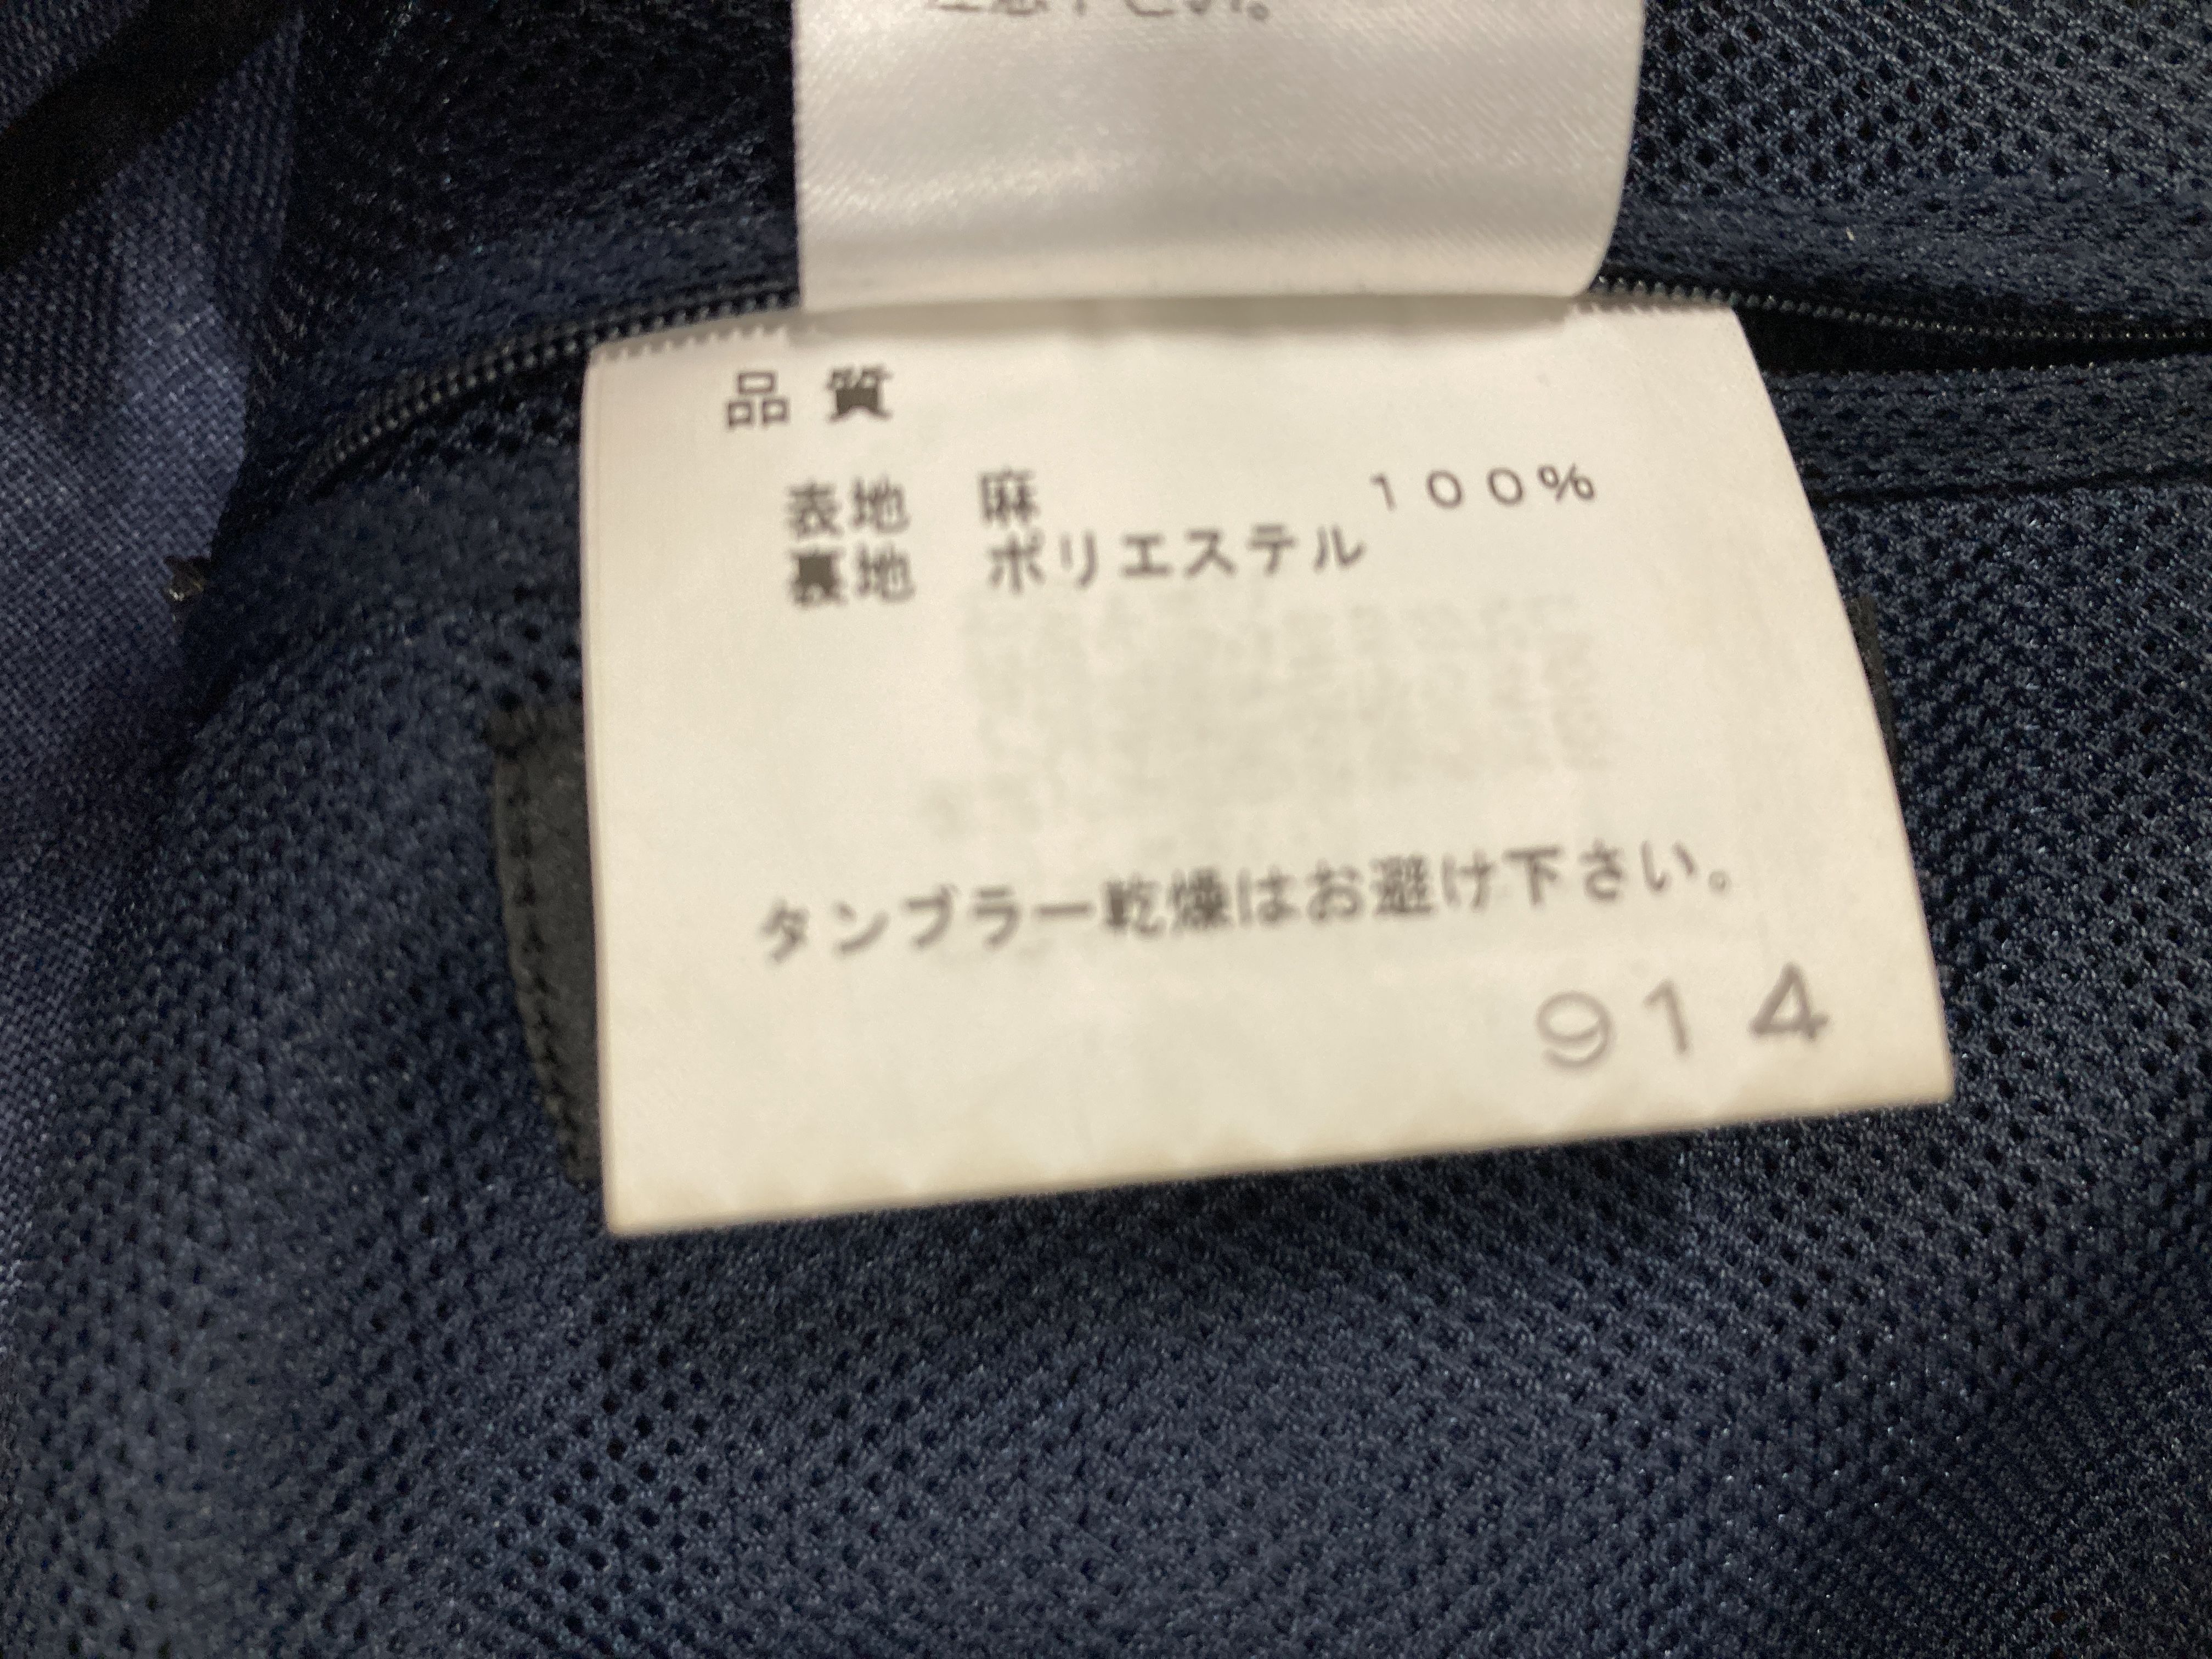 品質
表地 麻 100%
裏地 ポリエステル
タンブラー乾燥はお避け下さい。
914